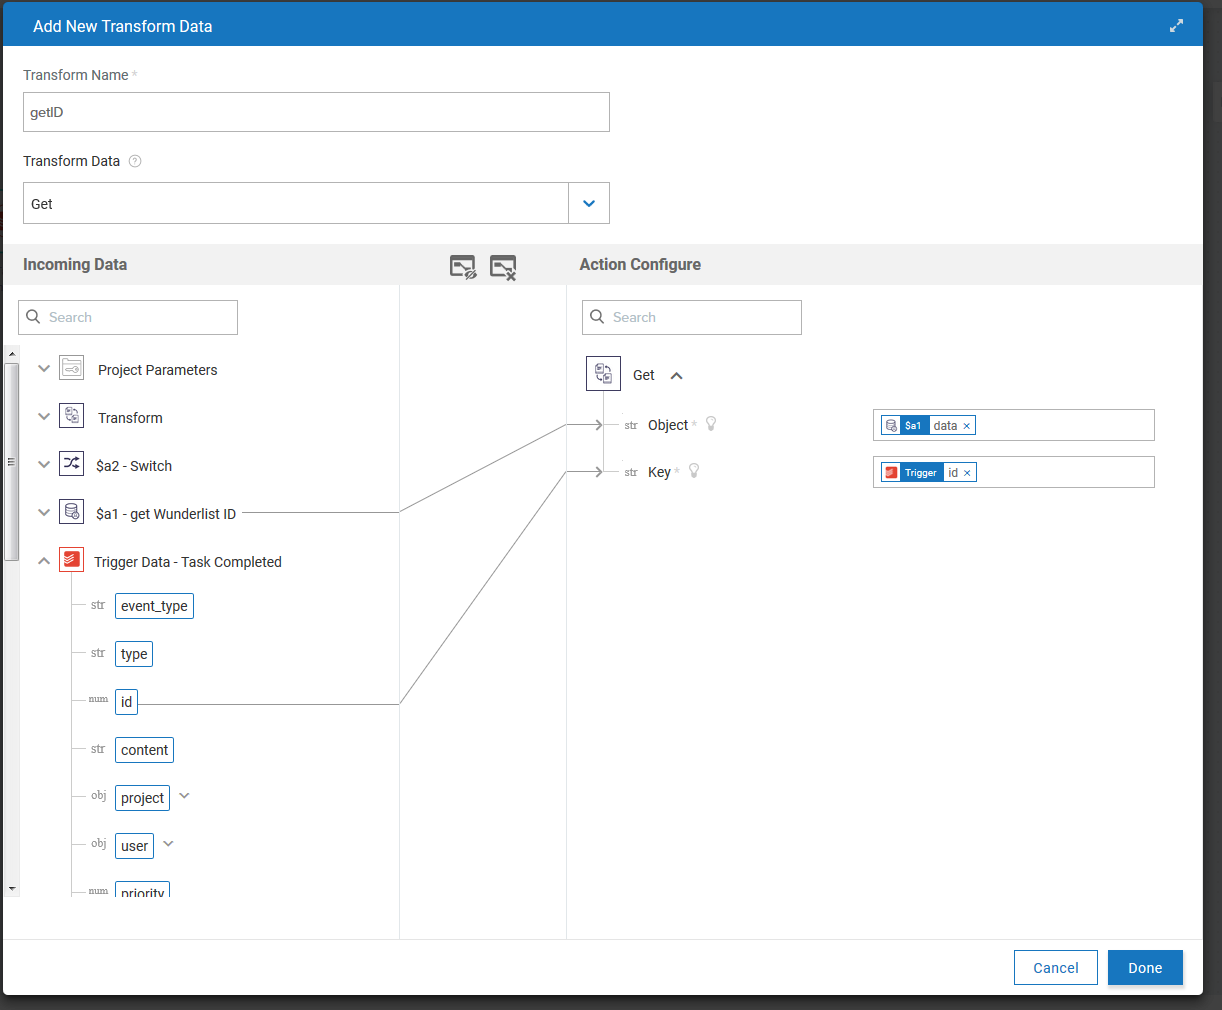 Add New Transform Data
Transform Name *
getID
Transform Data ?
Get
Incoming Data
Action Configure
Search
Search
Project Parameters
Get
Transform
str Object * $a1 data ×
$a2 - Switch
str Key * Trigger id ×
$a1 - get Wunderlist ID
Trigger Data - Task Completed
str event_type
str type
num id
str content
obj project
obj user
num priority
Cancel
Done